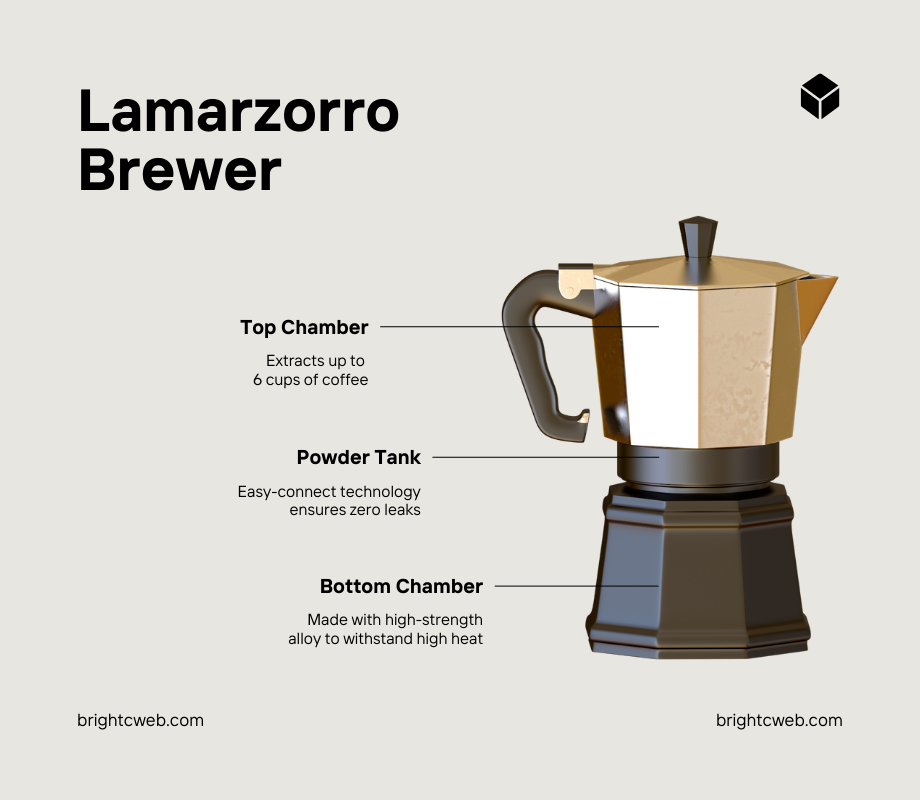 Lamarzorro
Brewer
Top Chamber
Extracts up to
6 cups of coffee
Powder Tank
Easy-connect technology
ensures zero leaks
Bottom Chamber
Made with high-strength
alloy to withstand high heat
brightcweb.com
brightcweb.com